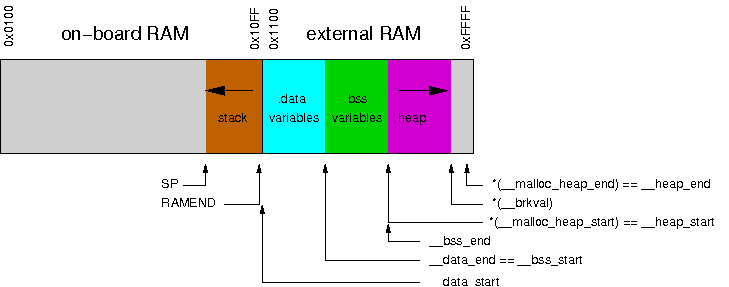 0x0100
on-board RAM
0x10FF
0x1100
external RAM
0xFFFF
stack
.data
variables
.bss
variables
heap
SP
RAMEND
*(__malloc_heap_end) == __heap_end
*(__brkval)
*(__malloc_heap_start) == __heap_start
__bss_end
__data_end == __bss_start
__data_start